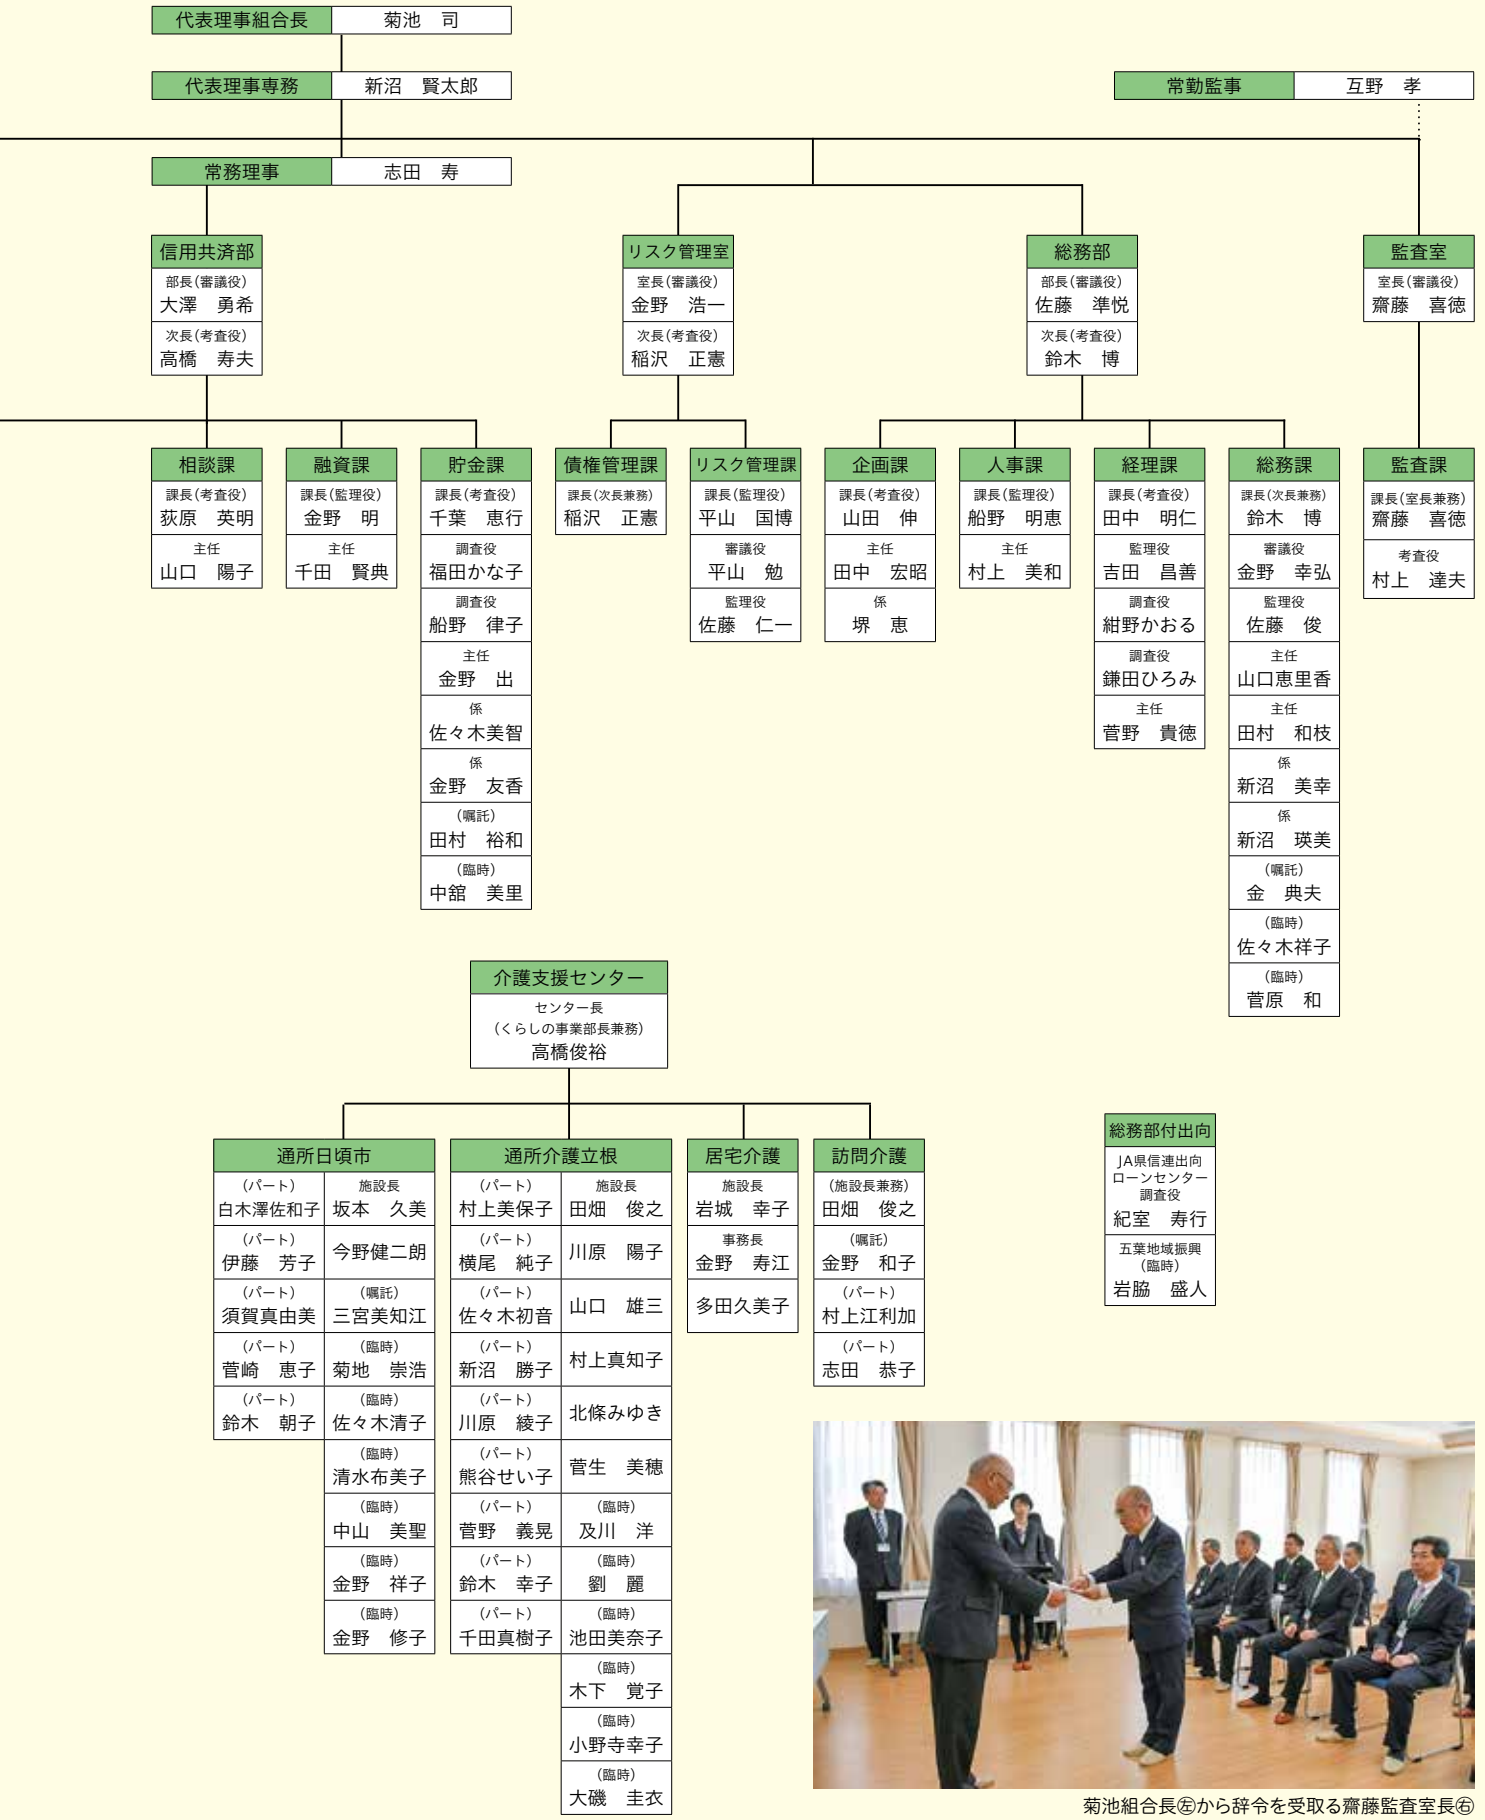 代表理事組合長　菊池　司
代表理事専務　新沼　賢太郎
常勤監事　互野　孝
常務理事　志田　寿
信用共済部
部長（審議役）
大澤　勇希
次長（考査役）
高橋　寿夫
リスク管理室
室長（審議役）
金野　浩一
次長（考査役）
稲沢　正憲
総務部
部長（審議役）
佐藤　準悦
次長（考査役）
鈴木　博
監査室
室長（審議役）
齋藤　喜徳
相談課
課長（考査役）
荻原　英明
主任
山口　陽子
融資課
課長（監理役）
金野　明
主任
千田　賢典
貯金課
課長（考査役）
千葉　恵行
調査役
福田かな子
調査役
船野　律子
主任
金野　出
係
佐々木美智
係
金野　友香
（嘱託）
田村　裕和
（臨時）
中舘　美里
債権管理課
課長（次長兼務）
稲沢　正憲
リスク管理課
課長（監理役）
平山　国博
審議役
平山　勉
監理役
佐藤　仁一
企画課
課長（考査役）
山田　伸
主任
田中　宏昭
係
堺　恵
人事課
課長（監理役）
船野　明恵
主任
村上　美和
経理課
課長（考査役）
田中　明仁
監理役
吉田　昌善
調査役
紺野かおる
調査役
鎌田ひろみ
主任
菅野　貴徳
総務課
課長（次長兼務）
鈴木　博
審議役
金野　幸弘
監理役
佐藤　俊
主任
山口恵里香
主任
田村　和枝
係
新沼　美幸
係
新沼　瑛美
（嘱託）
金　典夫
（臨時）
佐々木祥子
（臨時）
菅原　和
監査課
課長（室長兼務）
齋藤　喜徳
考査役
村上　達夫
介護支援センター
センター長
（くらしの事業部長兼務）
高橋俊裕
通所日頃市
（パート）
白木澤佐和子
（パート）
伊藤　芳子
（パート）
須賀真由美
（パート）
菅崎　恵子
（パート）
鈴木　朝子
施設長
坂本　久美
今野健二朗
（嘱託）
三宮美知江
（臨時）
菊地　崇浩
（臨時）
佐々木清子
（臨時）
清水布美子
（臨時）
中山　美聖
（臨時）
金野　祥子
（臨時）
金野　修子
通所介護立根
（パート）
村上美保子
（パート）
横尾　純子
（パート）
佐々木初音
（パート）
新沼　勝子
（パート）
川原　綾子
（パート）
熊谷せい子
（パート）
菅野　義晃
（パート）
鈴木　幸子
（パート）
千田真樹子
施設長
田畑　俊之
川原　陽子
山口　雄三
村上真知子
北條みゆき
菅生　美穂
（臨時）
及川　洋
（臨時）
劉　麗
（臨時）
池田美奈子
（臨時）
木下　覚子
（臨時）
小野寺幸子
（臨時）
大磯　圭衣
居宅介護
施設長
岩城　幸子
事務長
金野　寿江
多田久美子
訪問介護
（施設長兼務）
田畑　俊之
（嘱託）
金野　和子
（パート）
村上江利加
（パート）
志田　恭子
総務部付出向
JA県信連出向
ローンセンター
調査役
紀室　寿行
五葉地域振興
（臨時）
岩脇　盛人
菊池組合長㊧から辞令を受取る齋藤監査室長㊨